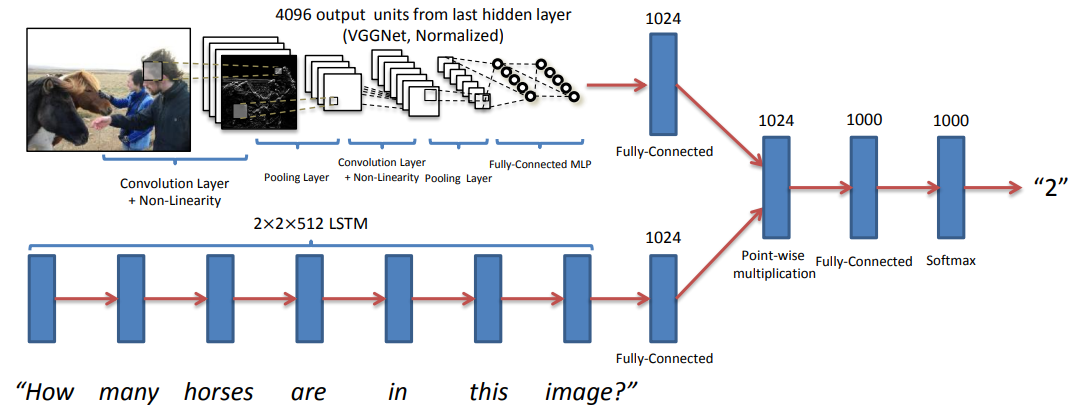 4096 output units from last hidden layer
(VGGNet, Normalized)
1024
Fully-Connected
Convolution Layer
+ Non-Linearity
Pooling Layer
Convolution Layer
+ Non-Linearity
Pooling Layer
Fully-Connected MLP
1024
Point-wise
multiplication
1000
Fully-Connected
1000
Softmax
“2”
2×2×512 LSTM
1024
Fully-Connected
“How many horses are in this image?”